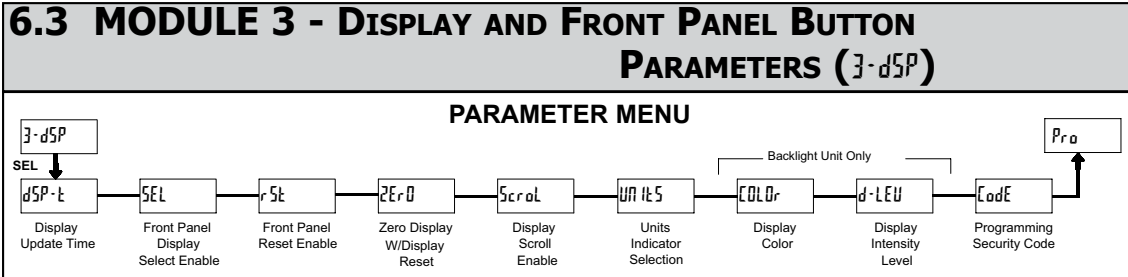 6.3 MODULE 3 - DISPLAY AND FRONT PANEL BUTTON
PARAMETERS (3-dSP)
PARAMETER MENU
3-dSP
Pro
SEL
Backlight Unit Only
dSP-t
SEL
rSt
ZErO
ScroL
UNItS
COLOr
d-LEV
CodE
Display
Update Time
Front Panel
Display
Select Enable
Front Panel
Reset Enable
Zero Display
W/Display
Reset
Display
Scroll
Enable
Units
Indicator
Selection
Display
Color
Display
Intensity
Level
Programming
Security Code